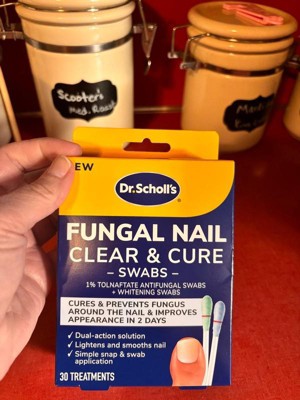 Scooter's
Med. Roast
NEW
Dr. Scholl's
FUNGAL NAIL
CLEAR & CURE
– SWABS –
1% TOLNAFTATE ANTIFUNGAL SWABS
+ WHITENING SWABS
CURES & PREVENTS FUNGUS
AROUND THE NAIL & IMPROVES
APPEARANCE IN 2 DAYS
✓ Dual-action solution
✓ Lightens and smooths nail
✓ Simple snap & swab
application
30 TREATMENTS